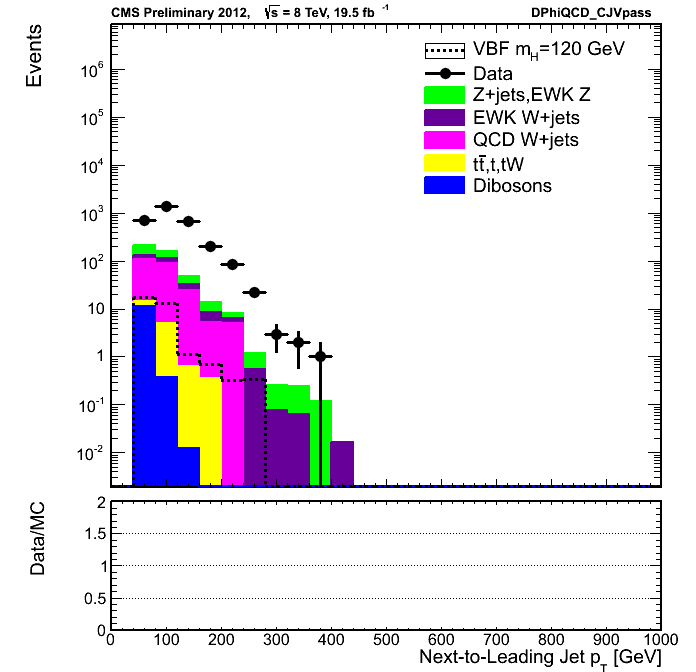 CMS Preliminary 2012, √s = 8 TeV, 19.5 fb⁻¹ DPhiQCD_CJVpass
Events
10⁶
10⁵
10⁴
10³
10²
10
1
10⁻¹
10⁻²
VBF m_H=120 GeV
Data
Z+jets,EWK Z
EWK W+jets
QCD W+jets
tt̄,t,tW
Dibosons
Data/MC
2
1.5
1
0.5
0
0 100 200 300 400 500 600 700 800 900 1000
Next-to-Leading Jet p_T [GeV]